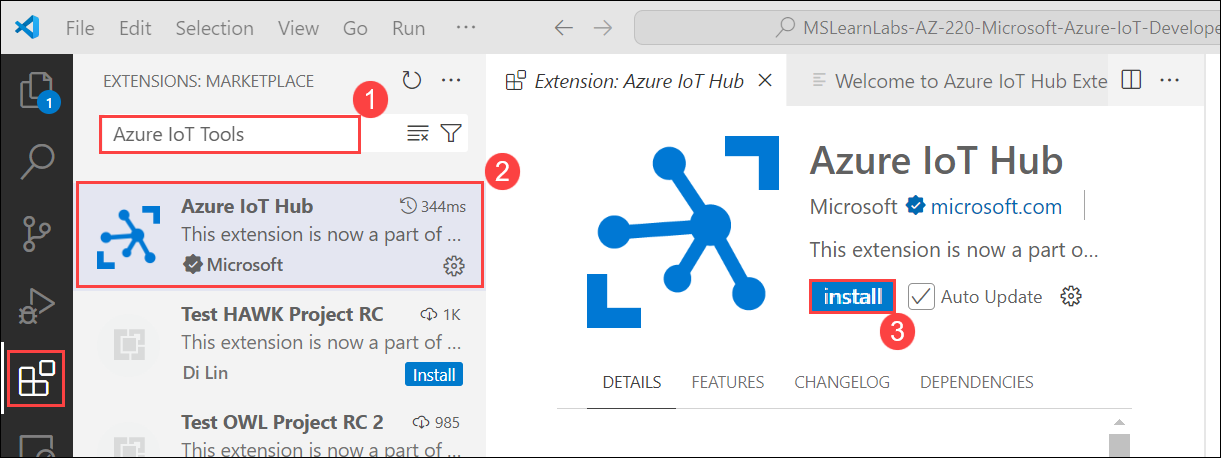 File Edit Selection View Go Run ···
MSLearnLabs-AZ-220-Microsoft-Azure-IoT-Develope
1
EXTENSIONS: MARKETPLACE
1
Azure IoT Tools
2
Azure IoT Hub 344ms
This extension is now a part of ...
Microsoft
Test HAWK Project RC 1K
This extension is now a part of ...
Di Lin Install
Test OWL Project RC 2 985
This extension is now a part of ...
Extension: Azure IoT Hub
Welcome to Azure IoT Hub Exte
Azure IoT Hub
Microsoft microsoft.com
This extension is now a part o...
install Auto Update
3
DETAILS FEATURES CHANGELOG DEPENDENCIES